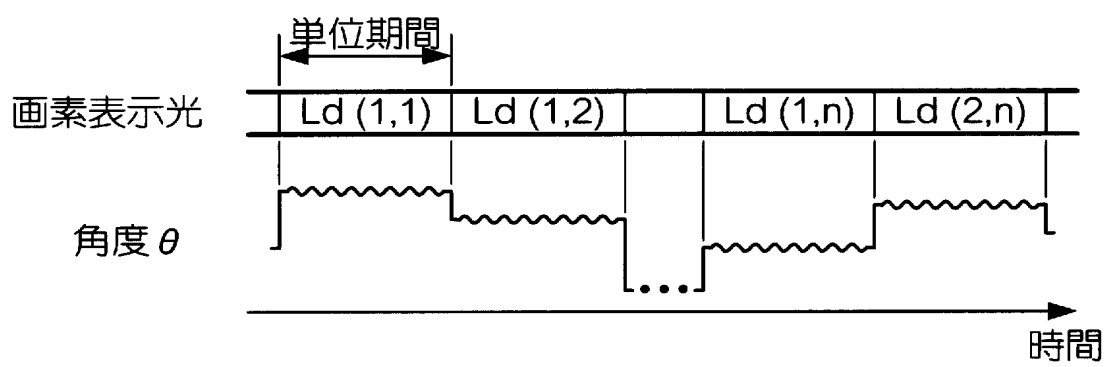 単位期間
画素表示光 Ld (1,1) Ld (1,2) Ld (1,n) Ld (2,n)
角度 θ
時間